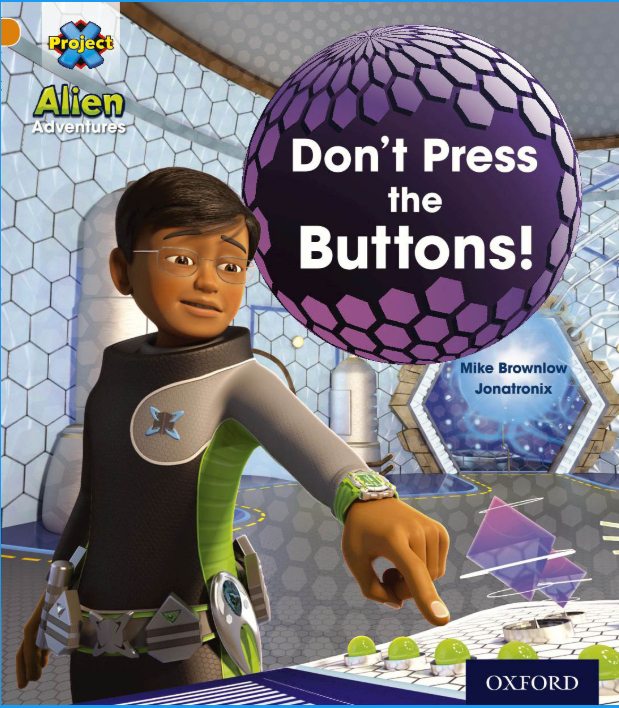 Project
Alien
Adventures
Don't Press
the
Buttons!
Mike Brownlow
Jonatronix
OXFORD